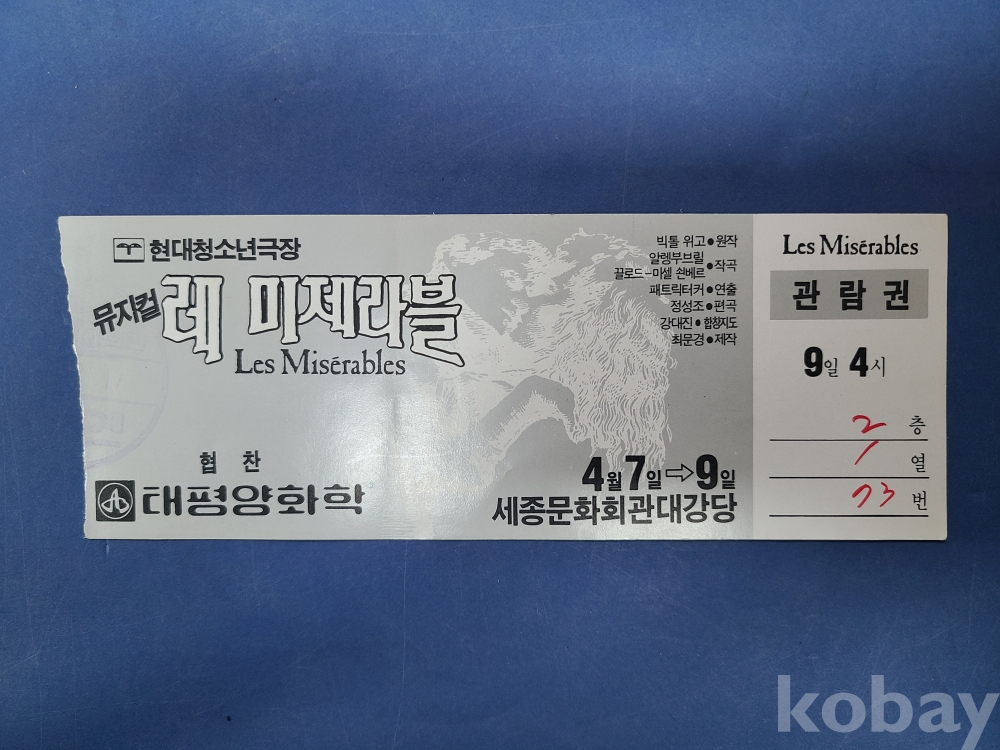 현대청소년극장
뮤지컬 레 미제라블
Les Misérables
협 찬
태평양화학
빅톨 위고●원작
알렝부브릴
끌로드-마셀 숀베르●작곡
패트릭터커●연출
정성조●편곡
강대진●합창지도
최문경●제작
4월 7일⇨9일
세종문화회관대강당
Les Misérables
관 람 권
9일 4시
2 층
1 열
73 번
kobay